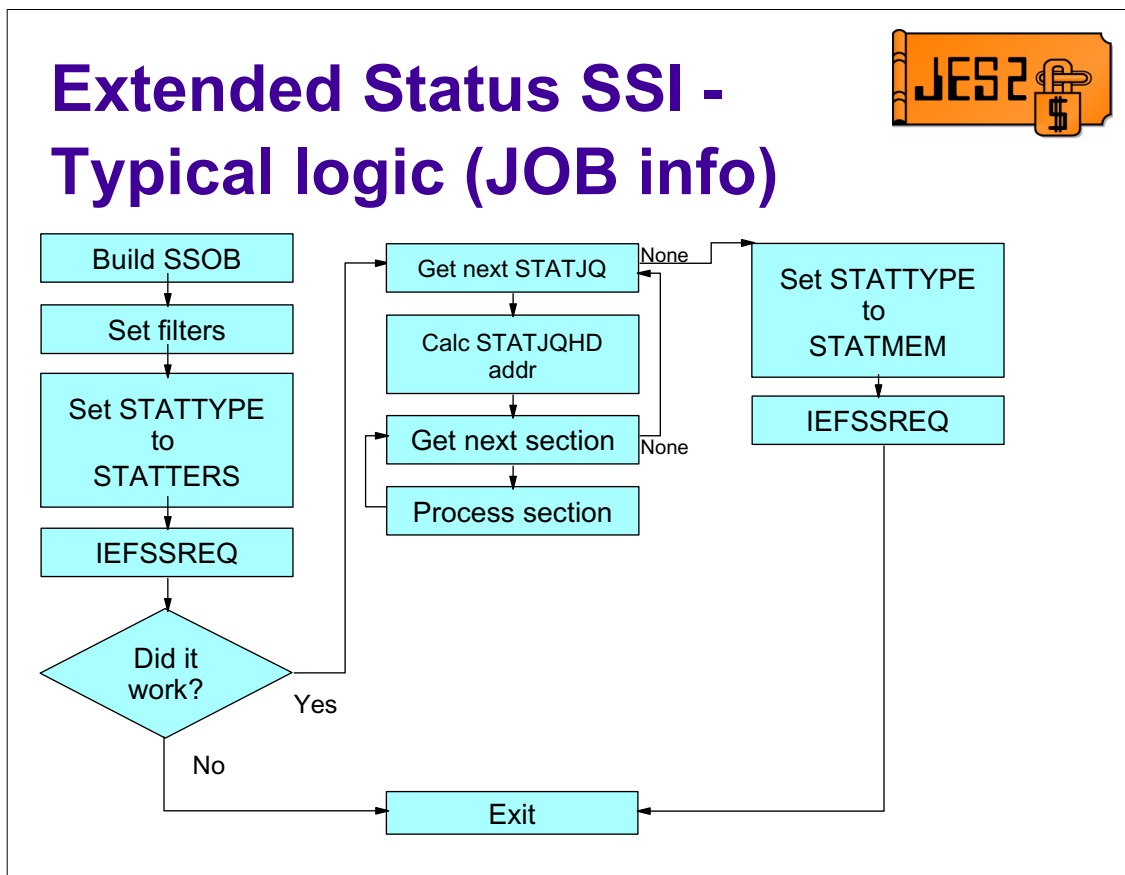 Extended Status SSI -
Typical logic (JOB info)
JES2
$
Build SSOB
Set filters
Set STATTYPE
to
STATTERS
IEFSSREQ
Did it
work?
Yes
No
Get next STATJQ
None
Calc STATJQHD
addr
Get next section
None
Process section
Set STATTYPE
to
STATMEM
IEFSSREQ
Exit